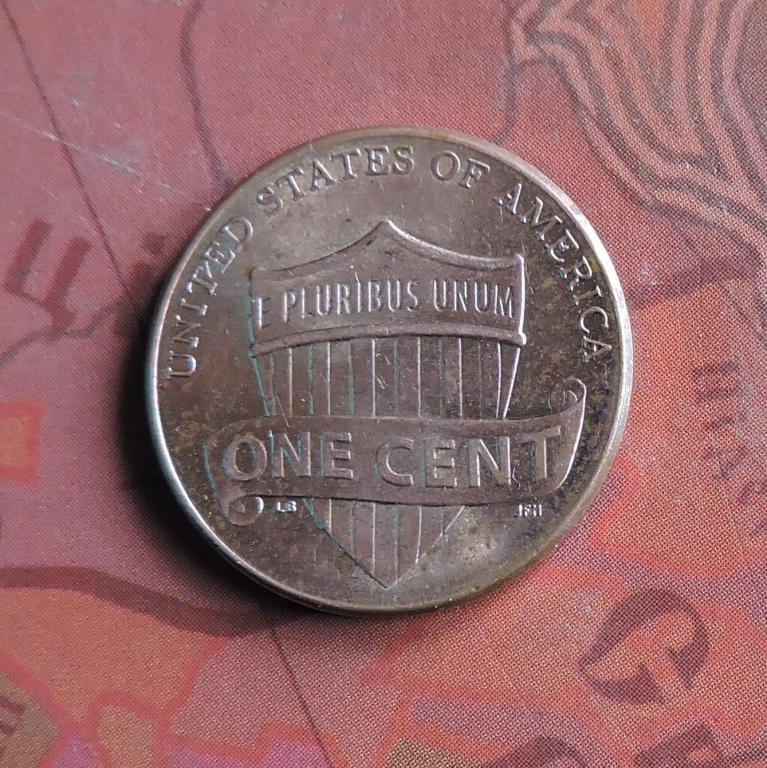 UNITED STATES OF AMERICA
E PLURIBUS UNUM
ONE CENT
LB
JFM